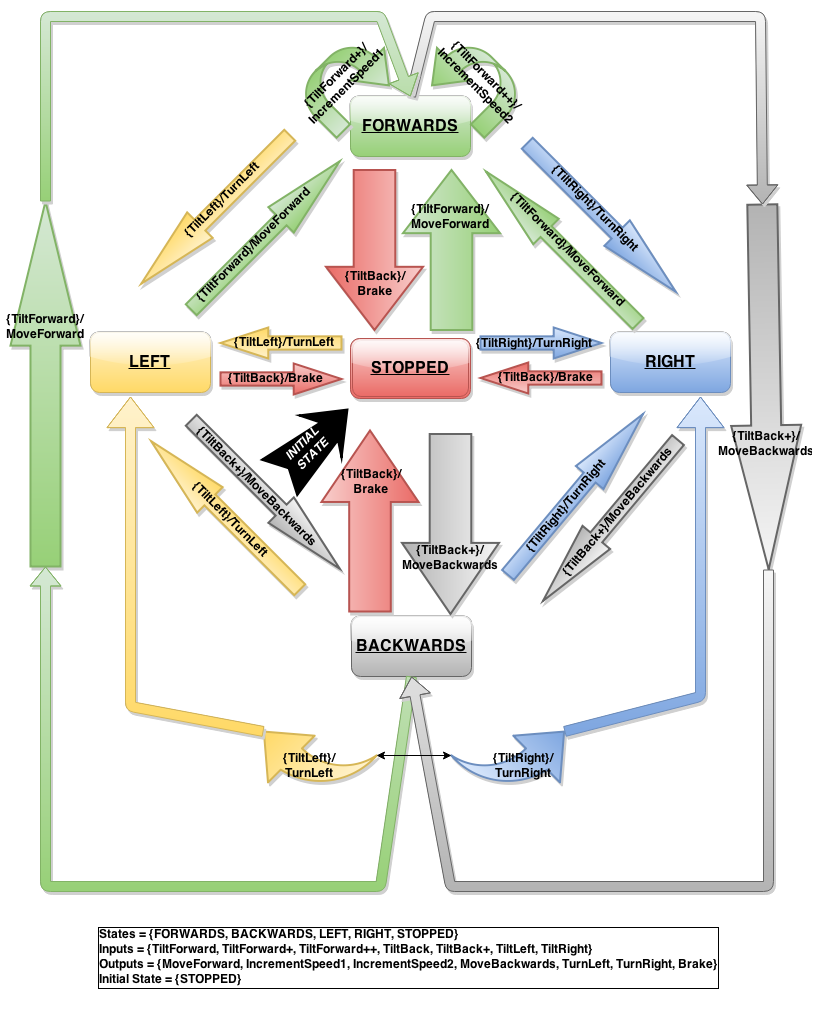 {TiltForward+}/
IncrementSpeed1
{TiltForward++}/
IncrementSpeed2
FORWARDS
{TiltLeft}/TurnLeft
{TiltForward}/MoveForward
{TiltBack}/
Brake
{TiltForward}/
MoveForward
{TiltForward}/MoveForward
{TiltRight}/TurnRight
{TiltForward}/
MoveForward
LEFT
{TiltLeft}/TurnLeft
{TiltBack}/Brake
STOPPED
{TiltRight}/TurnRight
{TiltBack}/Brake
RIGHT
{TiltBack+}/
MoveBackwards
INITIAL
STATE
{TiltBack+}/MoveBackwards
{TiltLeft}/TurnLeft
{TiltBack}/
Brake
{TiltBack+}/
MoveBackwards
{TiltRight}/TurnRight
{TiltBack+}/MoveBackwards
BACKWARDS
{TiltLeft}/
TurnLeft
{TiltRight}/
TurnRight
States = {FORWARDS, BACKWARDS, LEFT, RIGHT, STOPPED}
Inputs = {TiltForward, TiltForward+, TiltForward++, TiltBack, TiltBack+, TiltLeft, TiltRight}
Outputs = {MoveForward, IncrementSpeed1, IncrementSpeed2, MoveBackwards, TurnLeft, TurnRight, Brake}
Initial State = {STOPPED}